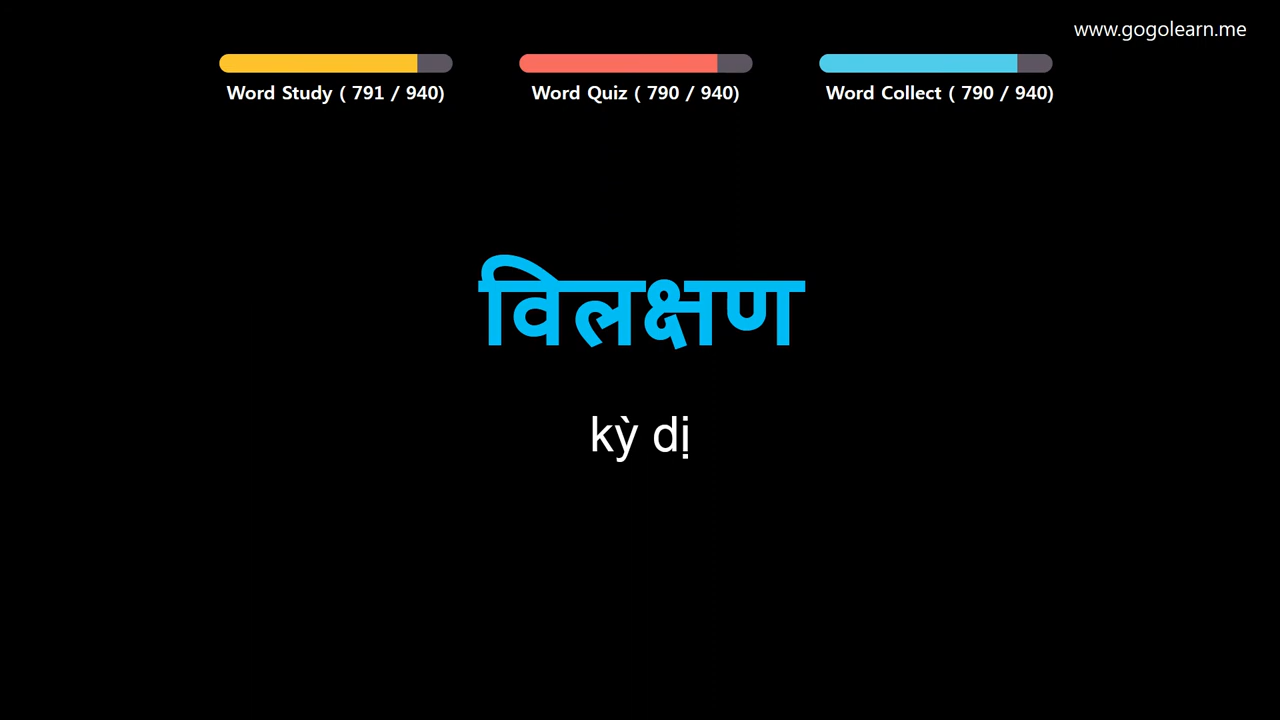 www.gogolearn.me
Word Study ( 791 / 940)
Word Quiz ( 790 / 940)
Word Collect ( 790 / 940)
विलक्षण
kỳ dị